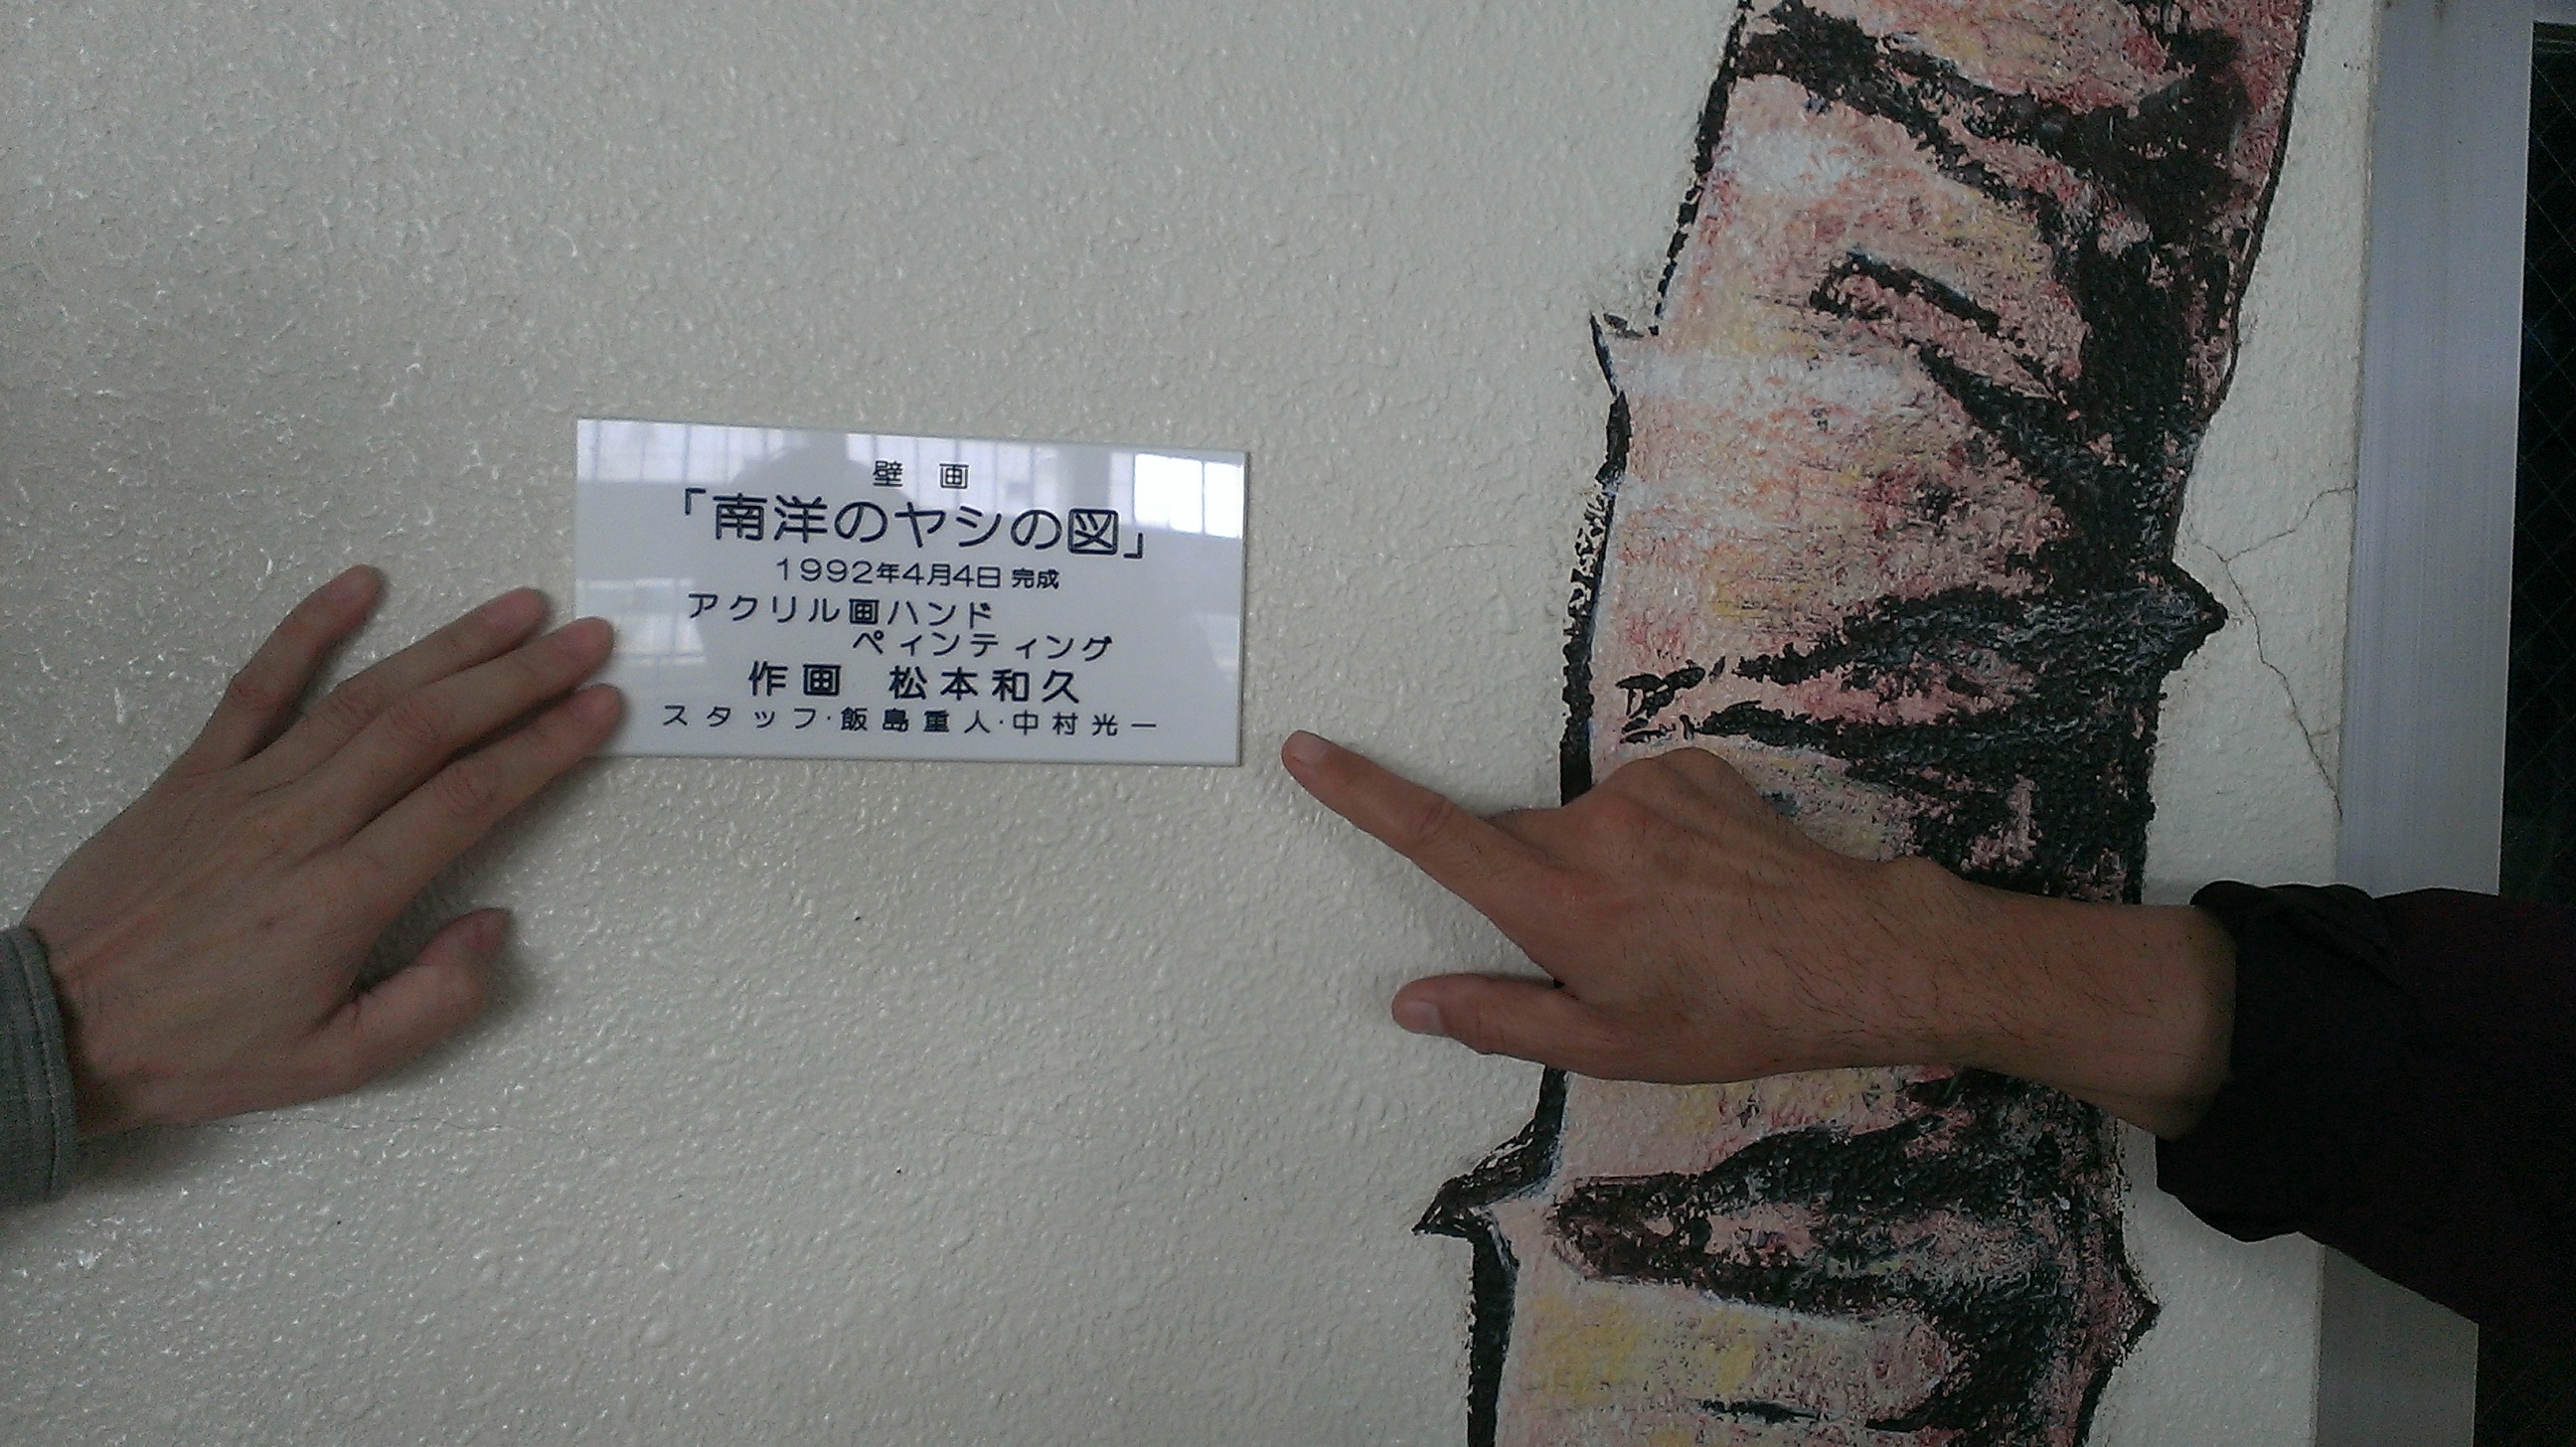 壁画
「南洋のヤシの図」
1992年4月4日 完成
アクリル画ハンド
ペィンティング
作画 松本和久
スタッフ・飯島重人・中村光一